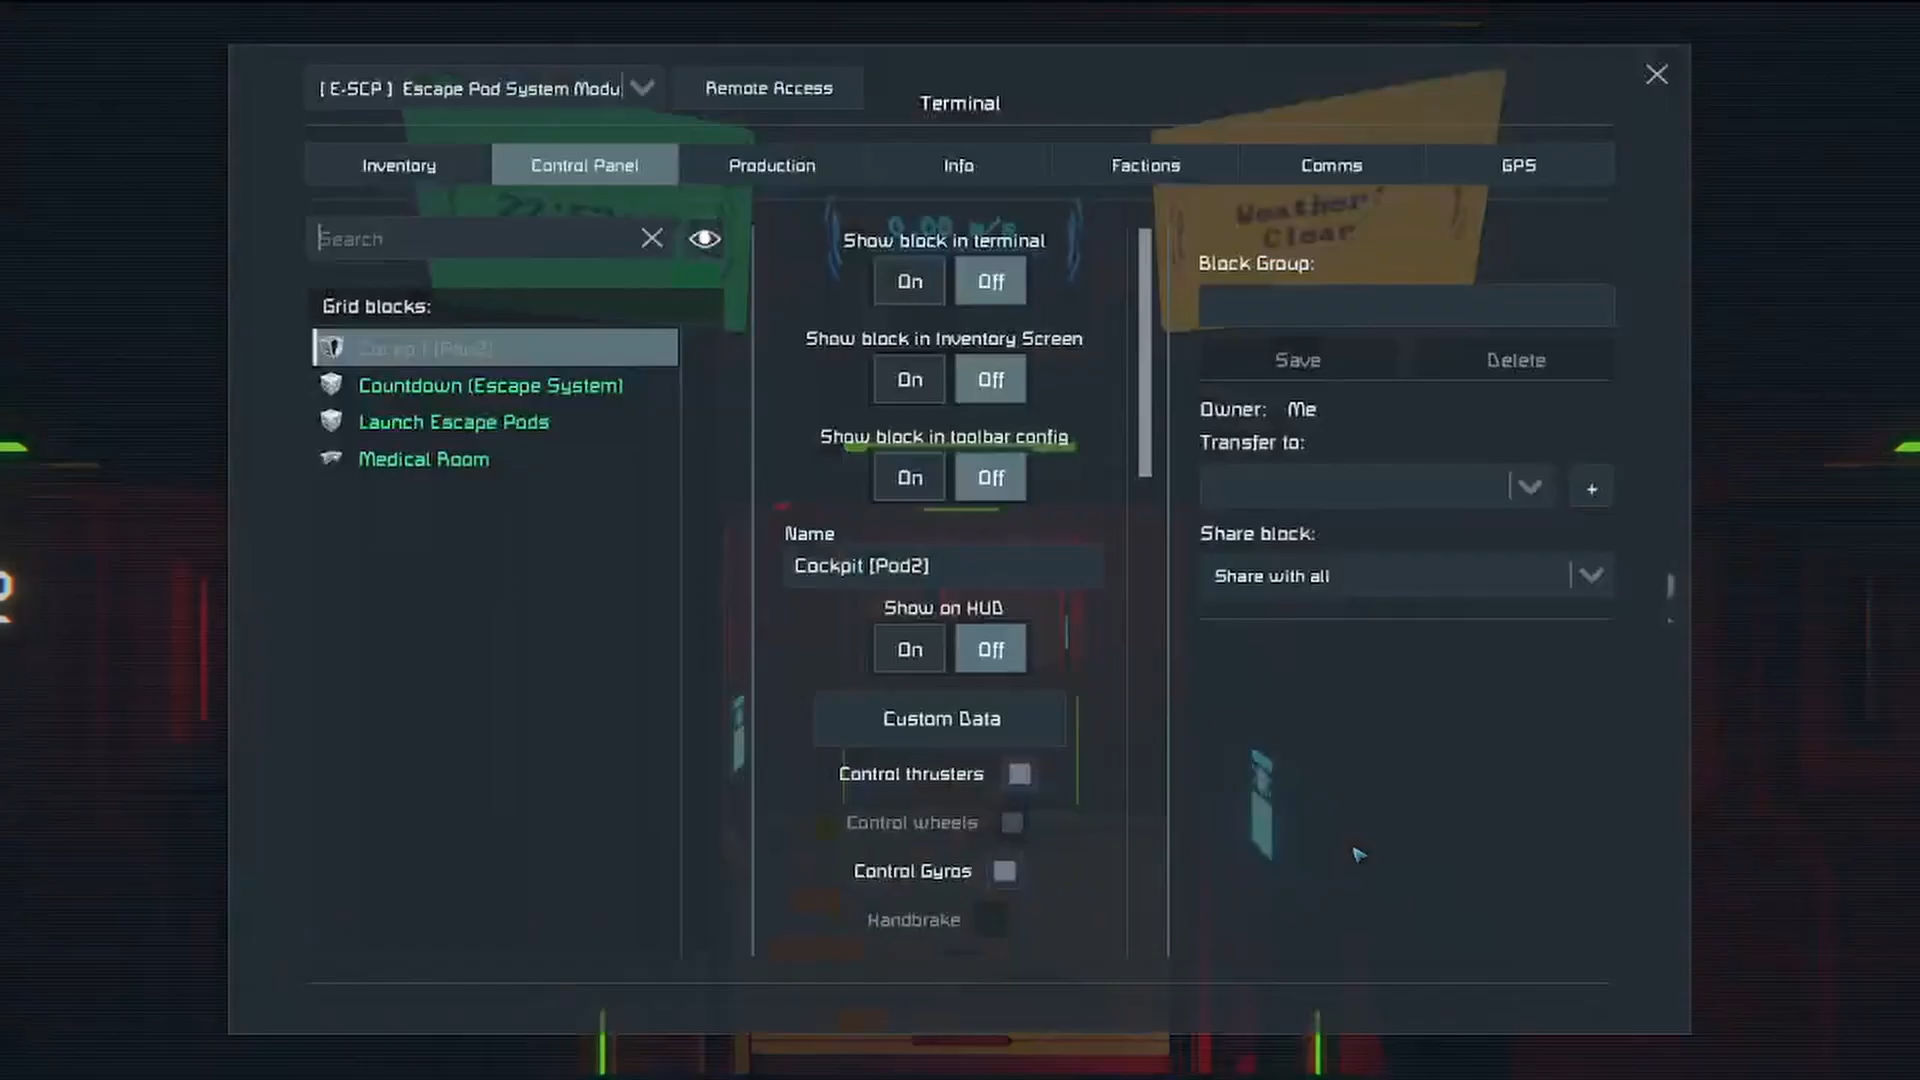 [ E-SCP ] Escape Pod System Modu
Remote Access
Terminal
Inventory
Control Panel
Production
Info
Factions
Comms
GPS
Search
Grid blocks:
Cockpit [Pod2]
Countdown (Escape System)
Launch Escape Pods
Medical Room
0.00 m/s
Show block in terminal
On
Off
Show block in Inventory Screen
On
Off
Show block in toolbar config
On
Off
Name
Cockpit [Pod2]
Show on HUD
On
Off
Custom Data
Control thrusters
Control wheels
Control Gyros
Handbrake
Weather:
Clear
Block Group:
Save
Delete
Owner: Me
Transfer to:
+
Share block:
Share with all